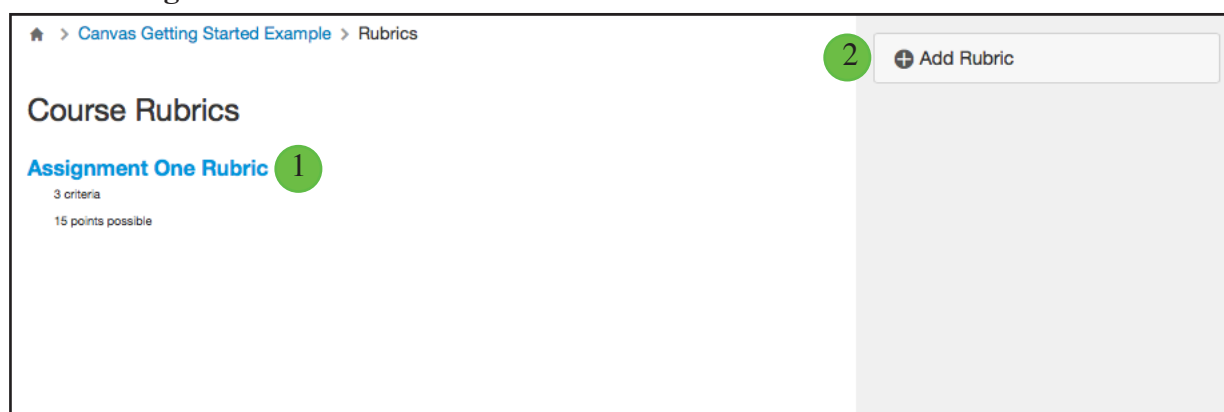 > Canvas Getting Started Example > Rubrics
2 Add Rubric
Course Rubrics
Assignment One Rubric 1
3 criteria
15 points possible